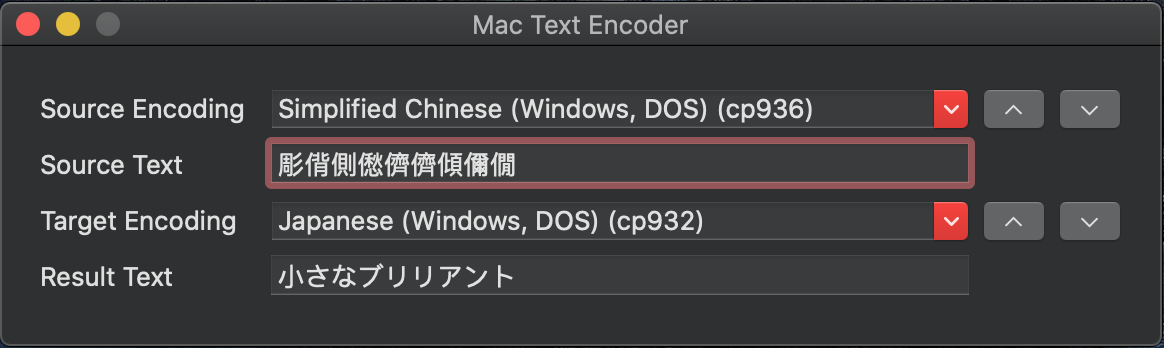 Mac Text Encoder
Source Encoding Simplified Chinese (Windows, DOS) (cp936)
Source Text 彫偝側僽儕儕傾儞僩
Target Encoding Japanese (Windows, DOS) (cp932)
Result Text 小さなブリリアント